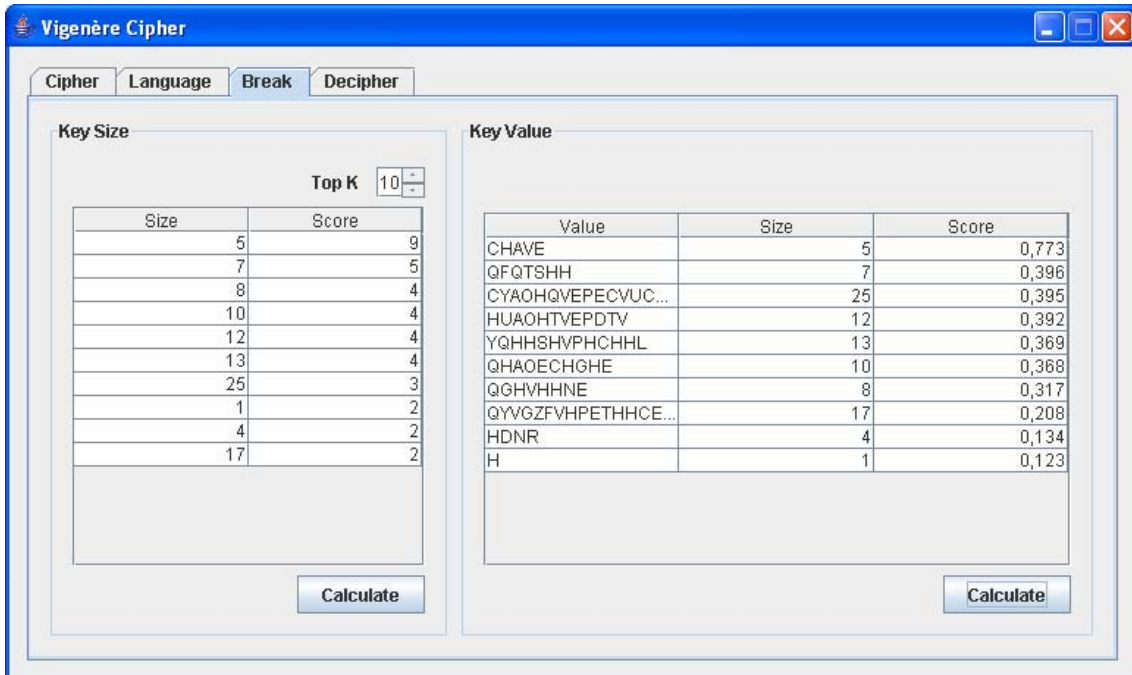 Vigenère Cipher
Cipher Language Break Decipher
Key Size
Top K 10
Size Score
5 9
7 5
8 4
10 4
12 4
13 4
25 3
1 2
4 2
17 2
Calculate
Key Value
Value Size Score
CHAVE 5 0,773
QFQTSHH 7 0,396
CYAOHQVEPECVUC... 25 0,395
HUAOHTVEPDTV 12 0,392
YQHHSHVPHCHHL 13 0,369
QHAOECHGHE 10 0,368
QGHVHHNE 8 0,317
QYVGZFVHPETHHCE... 17 0,208
HDNR 4 0,134
H 1 0,123
Calculate